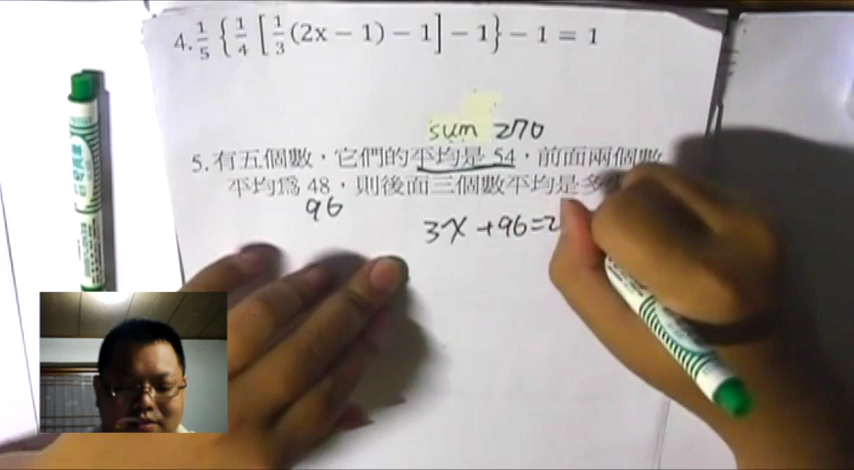 4. 1/5 {1/4 [1/3 (2x − 1) − 1] − 1} − 1 = 1
sum 270
5. 有五個數，它們的平均是 54，前面兩個數
平均為 48，則後面三個數平均是多
96
3x + 96 = 2